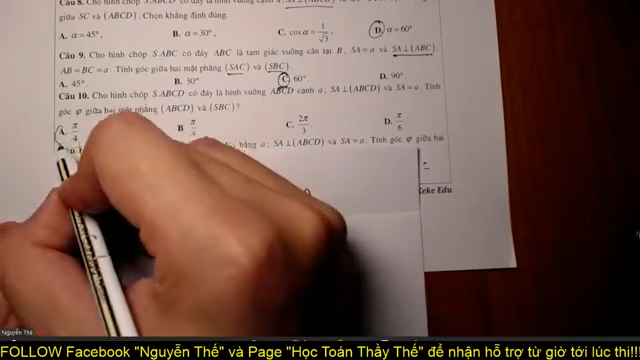 Câu 8. Cho hình chóp S.ABCD có đáy là hình vuông cạnh a
giữa SC và (ABCD). Chọn khẳng định đúng.
A. α = 45°. B. α = 30°. C. cos α = 1/√3. D. α = 60°
Câu 9. Cho hình chóp S.ABC có đáy ABC là tam giác vuông cân tại B, SA = a và SA ⊥ (ABC),
AB = BC = a. Tính góc giữa hai mặt phẳng (SAC) và (SBC).
A. 45° B. 30° C. 60° D. 90°
Câu 10. Cho hình chóp S.ABCD có đáy là hình vuông ABCD cạnh a; SA ⊥ (ABCD) và SA = a. Tính
góc φ giữa hai mặt phẳng (ABCD) và (SBC)?
A. π/4 B π/3 C. 2π/3. D. π/6
bằng a; SA ⊥ (ABCD) và SA = a. Tính góc φ giữa hai
Keke Edu
Nguyễn Thế
FOLLOW Facebook "Nguyễn Thế" và Page "Học Toán Thầy Thế" để nhận hỗ trợ từ giờ tới lúc thi!!